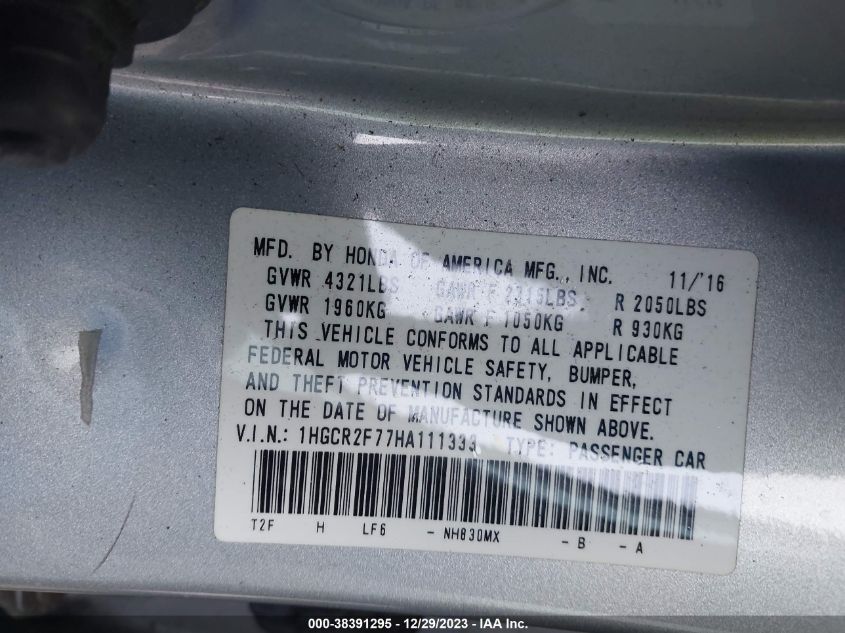 MFD. BY HONDA OF AMERICA MFG., INC. 11/'16
GVWR 4321LBS GAWR F 2315LBS R 2050LBS
GVWR 1960KG GAWR F 1050KG R 930KG
THIS VEHICLE CONFORMS TO ALL APPLICABLE
FEDERAL MOTOR VEHICLE SAFETY, BUMPER,
AND THEFT PREVENTION STANDARDS IN EFFECT
ON THE DATE OF MANUFACTURE SHOWN ABOVE.
V.I.N.: 1HGCR2F77HA111333 TYPE: PASSENGER CAR
T2F H LF6 - NH830MX - B - A
000-38391295 - 12/29/2023 - IAA Inc.